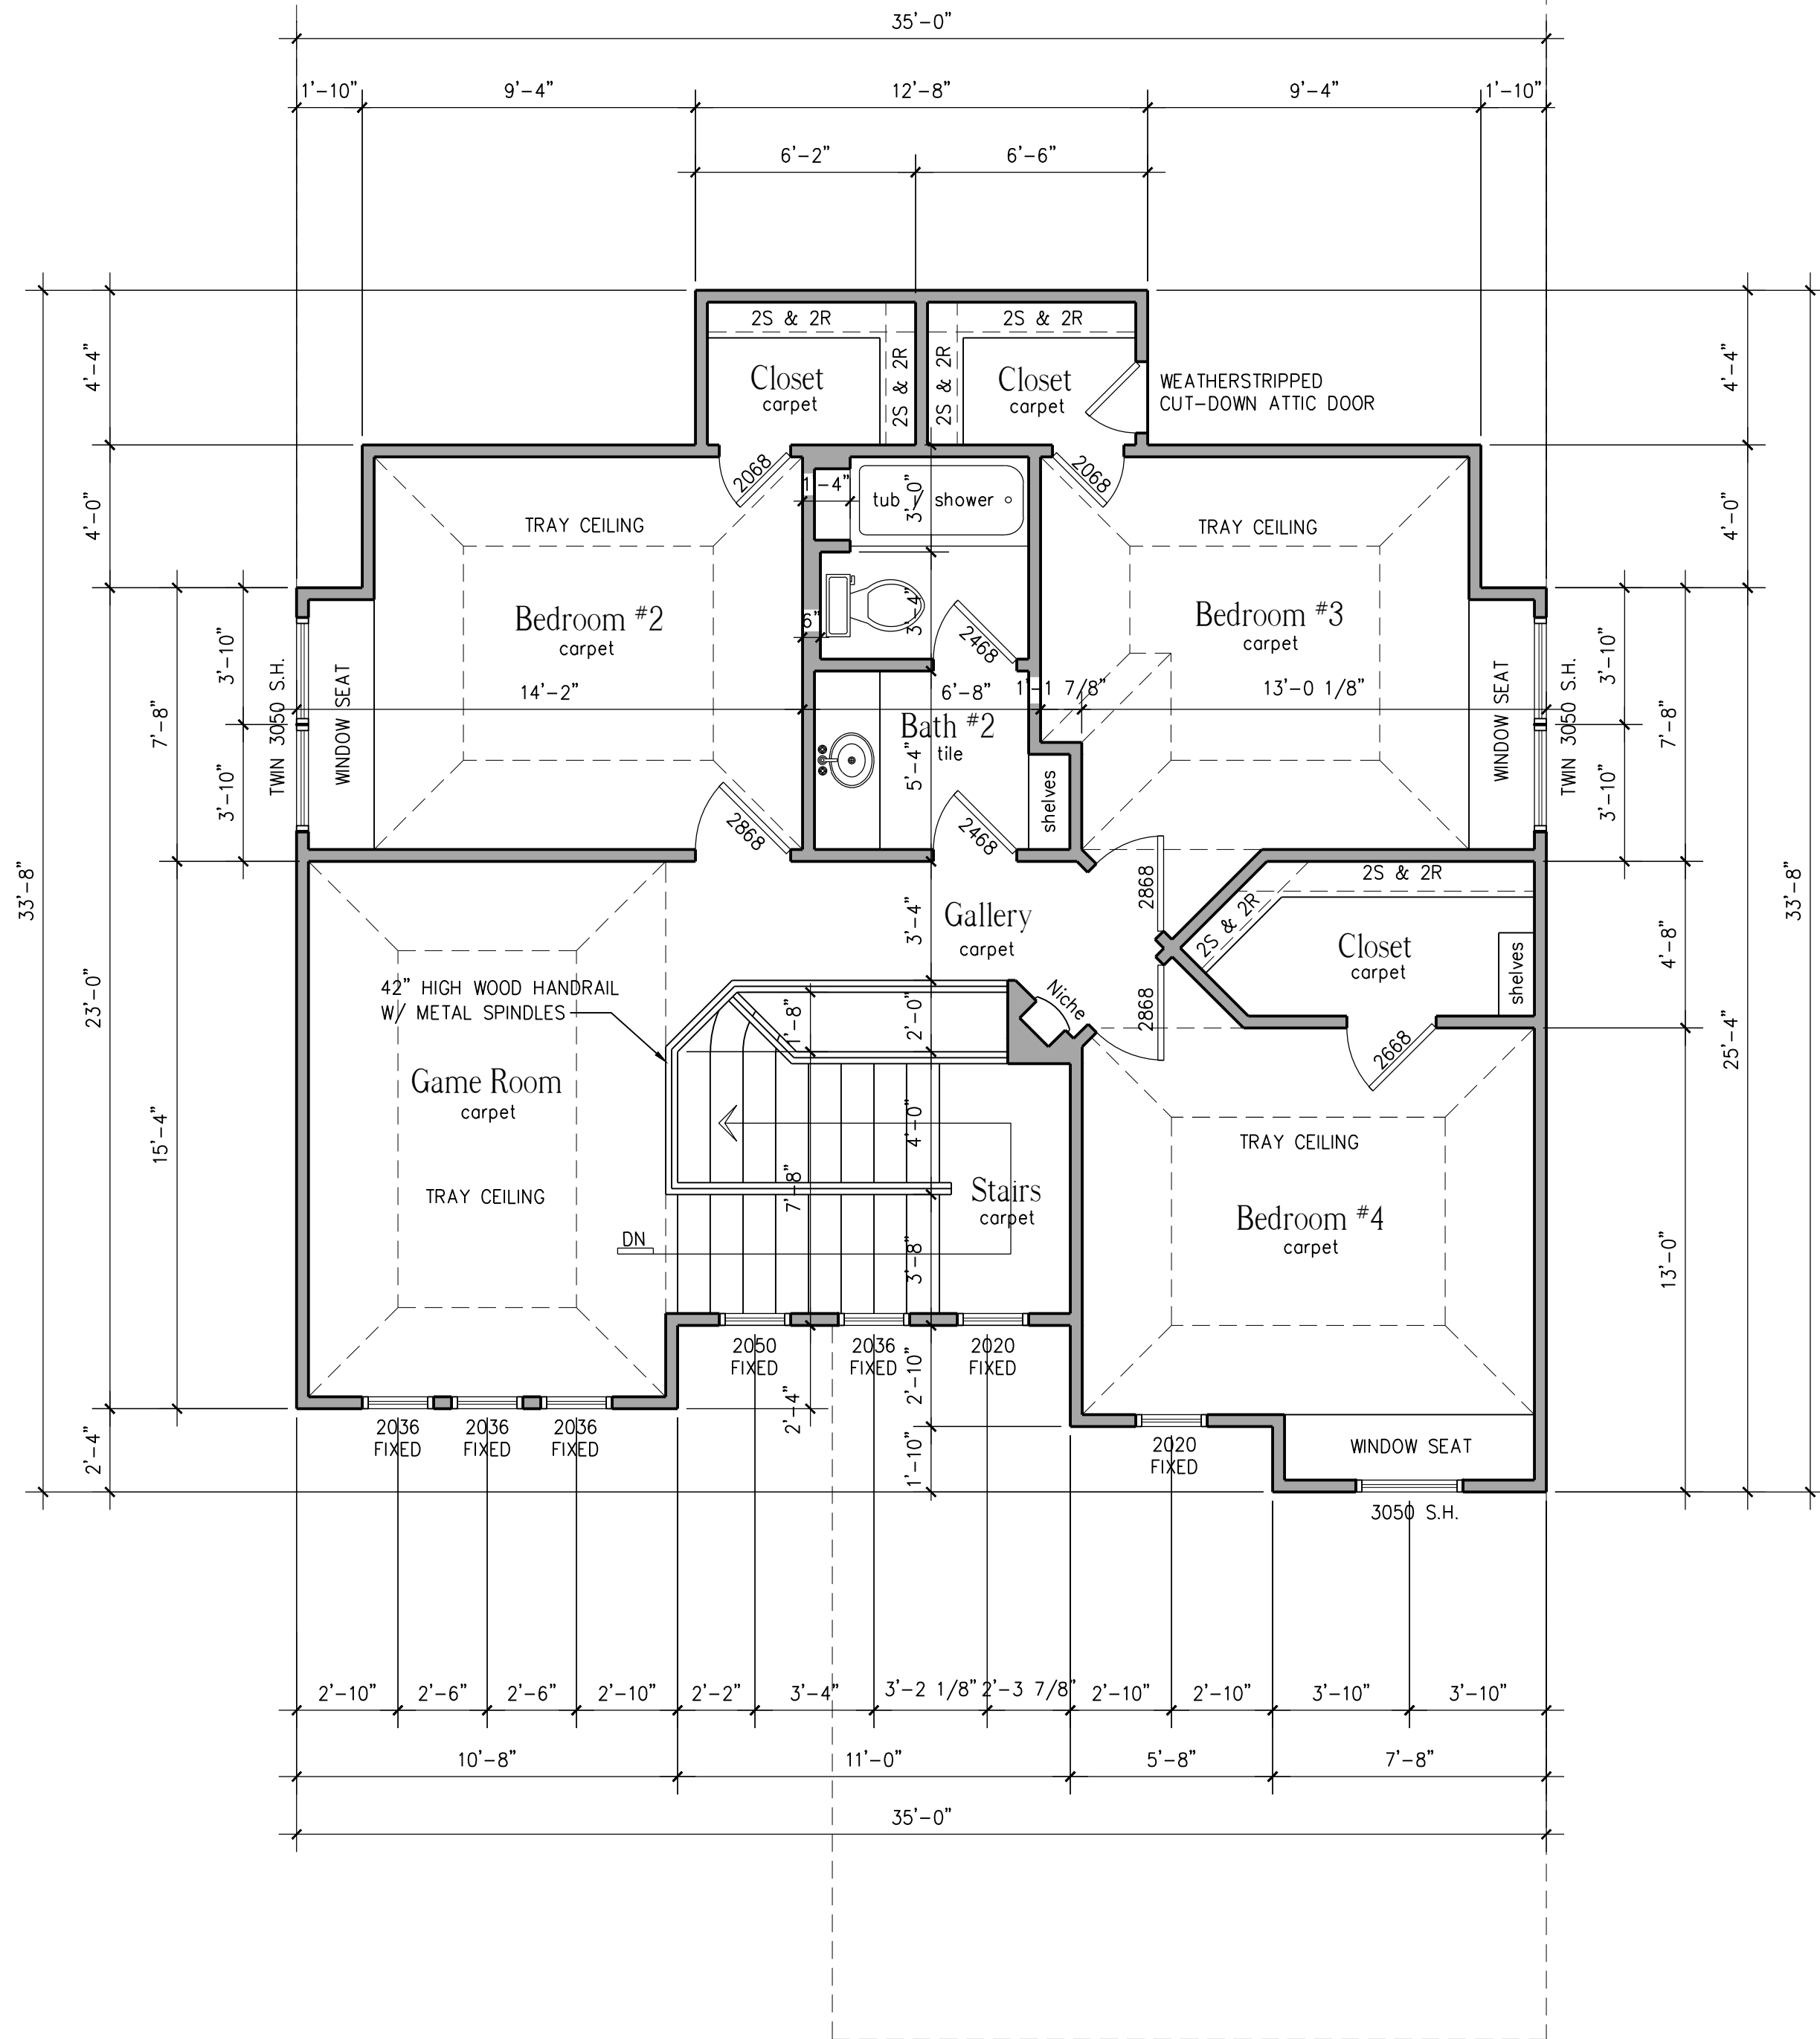 35'-0"
1'-10"
9'-4"
12'-8"
9'-4"
1'-10"
6'-2"
6'-6"
2S & 2R
2S & 2R
4'-4"
4'-4"
Closet
carpet
2S & 2R
2S & 2R
Closet
carpet
WEATHERSTRIPPED
CUT-DOWN ATTIC DOOR
2068
2068
4'-0"
4'-0"
1'-4"
tub / shower
3'-0"
TRAY CEILING
TRAY CEILING
Bedroom #2
carpet
6"
3'-4"
2468
Bedroom #3
carpet
33'-8"
7'-8"
3'-10"
3'-10"
TWIN 3050 S.H.
WINDOW SEAT
14'-2"
6'-8"
1'-1 7/8"
13'-0 1/8"
WINDOW SEAT
TWIN 3050 S.H.
3'-10"
3'-10"
7'-8"
33'-8"
Bath #2
tile
5'-4"
shelves
2868
2468
2868
2S & 2R
2S & 2R
Gallery
carpet
3'-4"
Closet
carpet
shelves
4'-8"
23'-0"
42" HIGH WOOD HANDRAIL
W/ METAL SPINDLES
1'-8"
2'-0"
Niche
2868
2668
25'-4"
Game Room
carpet
15'-4"
4'-0"
TRAY CEILING
TRAY CEILING
7'-8"
Stairs
carpet
Bedroom #4
carpet
DN
3'-8"
13'-0"
2050
FIXED
2036
FIXED
2020
FIXED
2'-4"
2'-10"
2036
FIXED
2036
FIXED
2036
FIXED
2'-4"
1'-10"
2020
FIXED
WINDOW SEAT
3050 S.H.
2'-10"
2'-6"
2'-6"
2'-10"
2'-2"
3'-4"
3'-2 1/8"
2'-3 7/8"
2'-10"
2'-10"
3'-10"
3'-10"
10'-8"
11'-0"
5'-8"
7'-8"
35'-0"